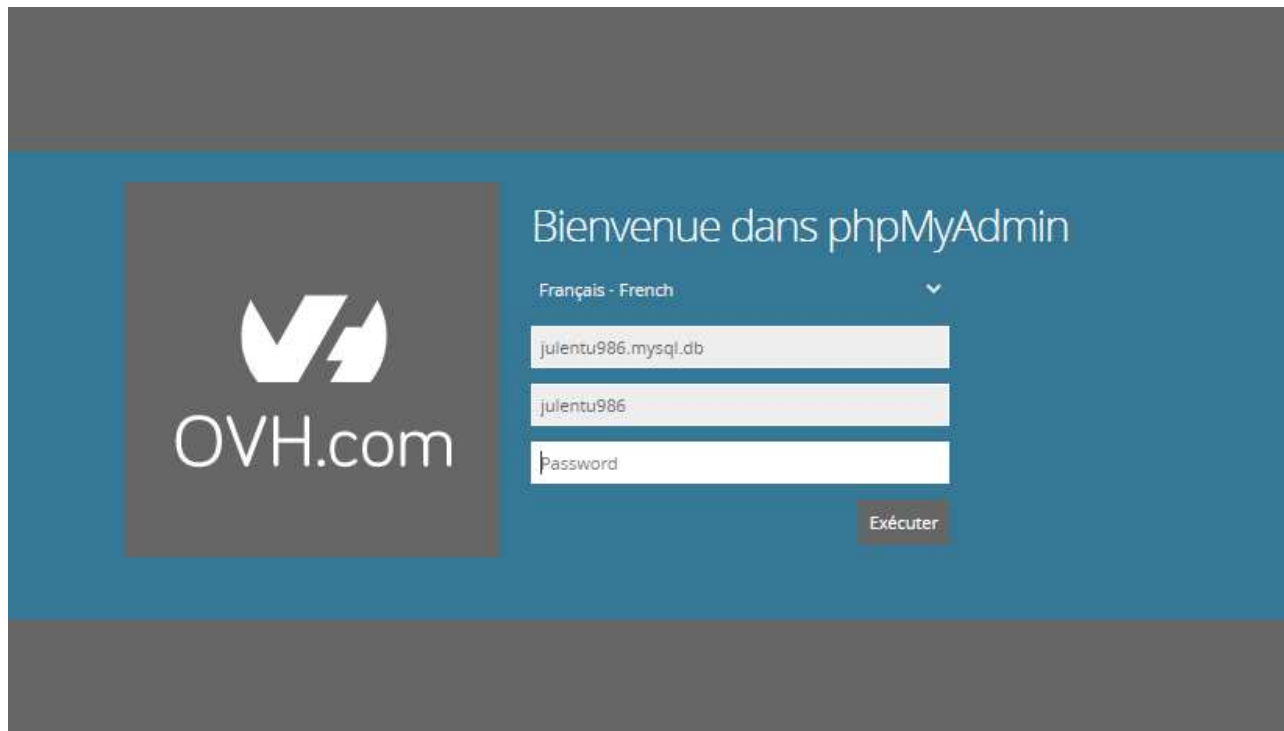 OVH.com
Bienvenue dans phpMyAdmin
Français - French
julentu986.mysql.db
julentu986
Password
Exécuter